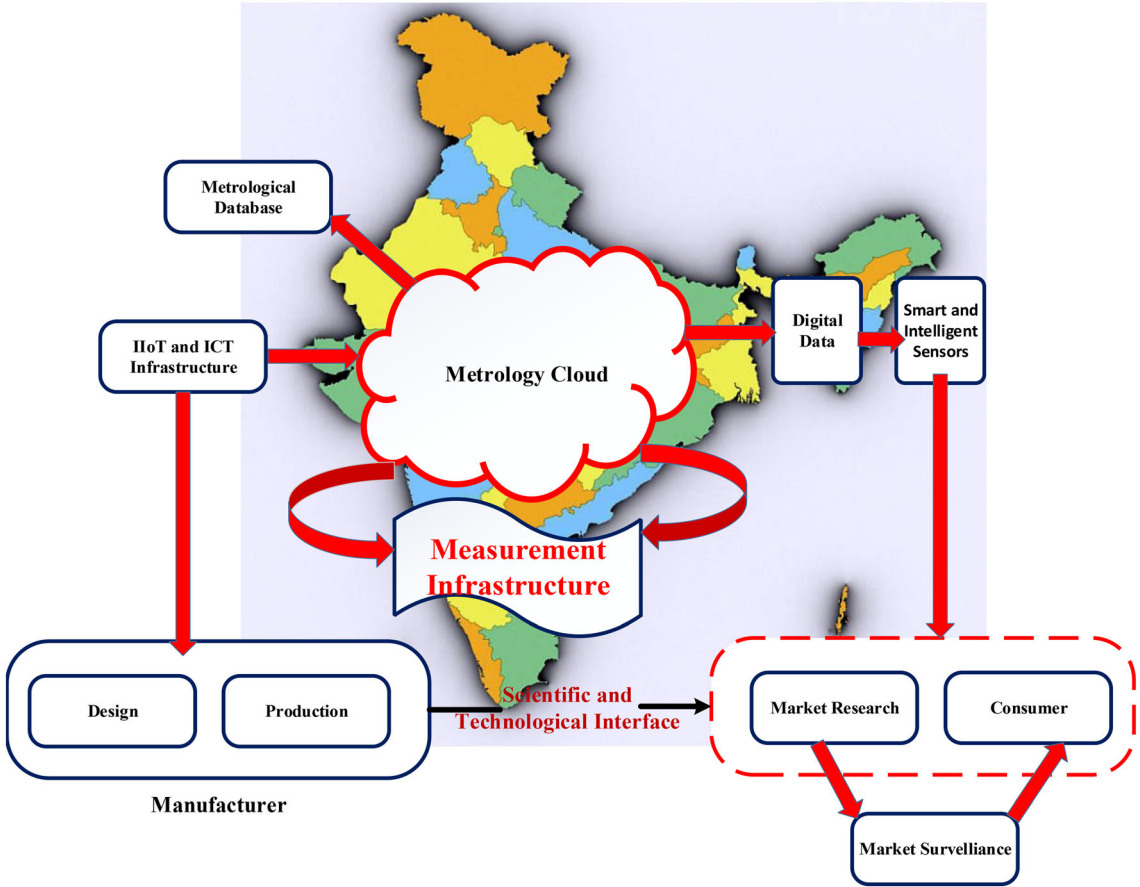 Metrological
Database
IIoT and ICT
Infrastructure
Metrology Cloud
Digital
Data
Smart and
Intelligent
Sensors
Measurement
Infrastructure
Design
Production
Manufacturer
Scientific and
Technological Interface
Market Research
Consumer
Market Survelliance